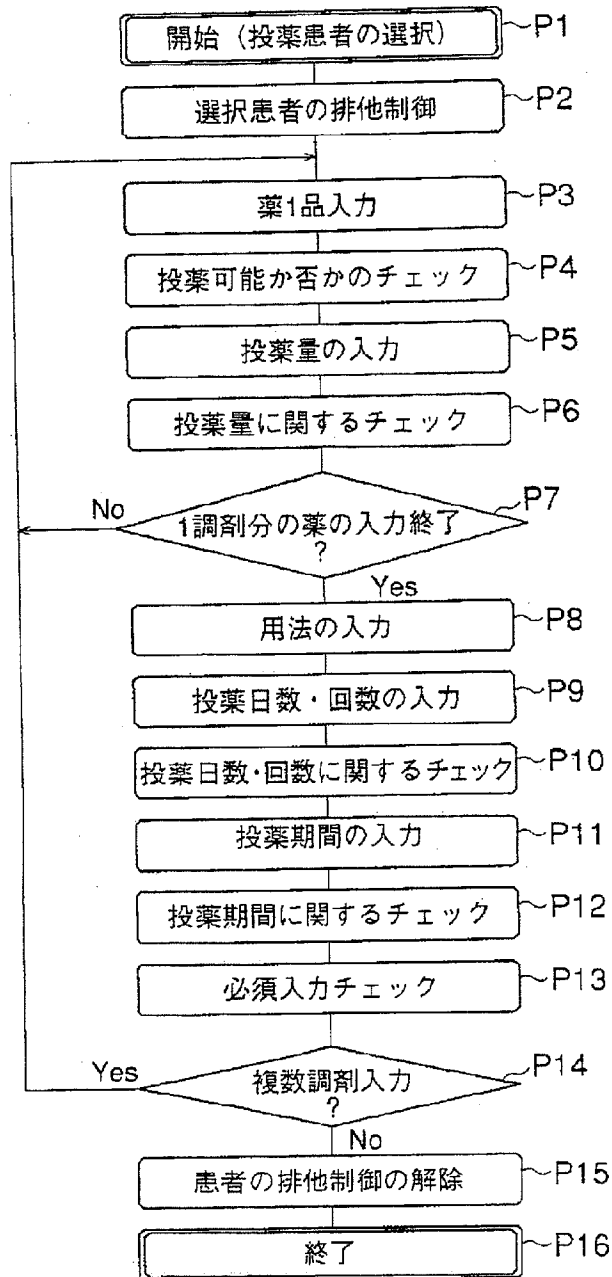 開始（投薬患者の選択）
P1
選択患者の排他制御
P2
薬1品入力
P3
投薬可能か否かのチェック
P4
投薬量の入力
P5
投薬量に関するチェック
P6
1調剤分の薬の入力終了
?
P7
No
Yes
用法の入力
P8
投薬日数・回数の入力
P9
投薬日数・回数に関するチェック
P10
投薬期間の入力
P11
投薬期間に関するチェック
P12
必須入力チェック
P13
複数調剤入力
?
P14
Yes
No
患者の排他制御の解除
P15
終了
P16